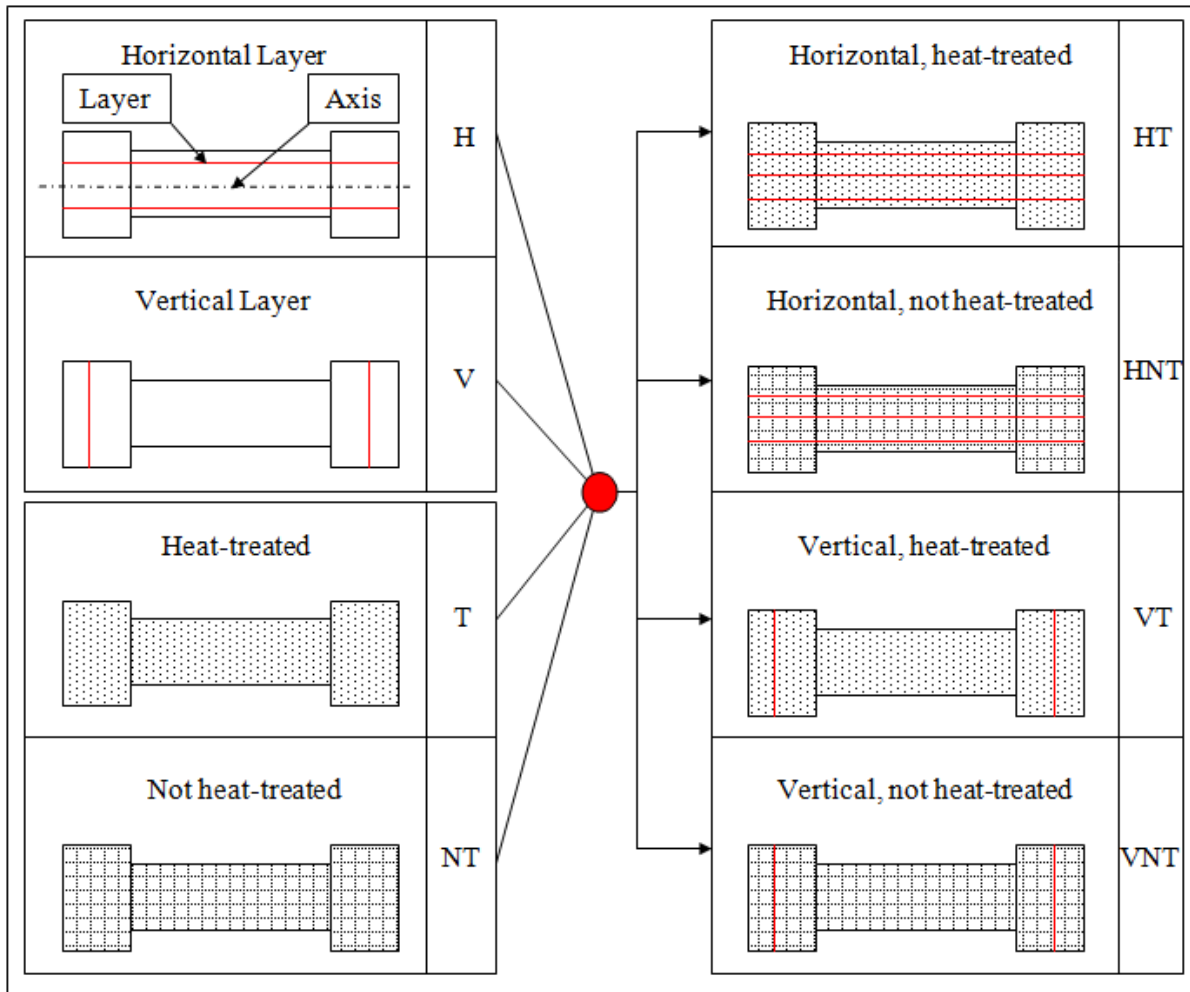 Horizontal Layer
Layer
Axis
H
Vertical Layer
V
Heat-treated
T
Not heat-treated
NT
Horizontal, heat-treated
HT
Horizontal, not heat-treated
HNT
Vertical, heat-treated
VT
Vertical, not heat-treated
VNT